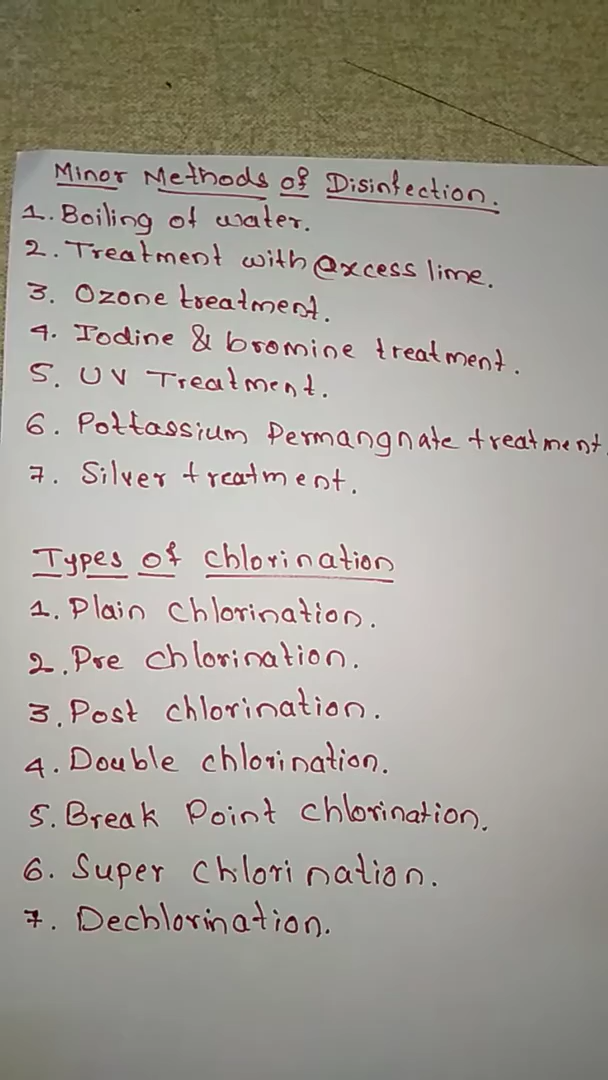 Minor Methods of Disinfection.
1. Boiling of water.
2. Treatment with excess lime.
3. Ozone treatment.
4. Iodine & bromine treatment.
5. UV Treatment.
6. Pottassium Permangnate treatment.
7. Silver treatment.
Types of chlorination
1. Plain chlorination.
2. Pre chlorination.
3. Post chlorination.
4. Double chlorination.
5. Break Point chlorination.
6. Super chlorination.
7. Dechlorination.